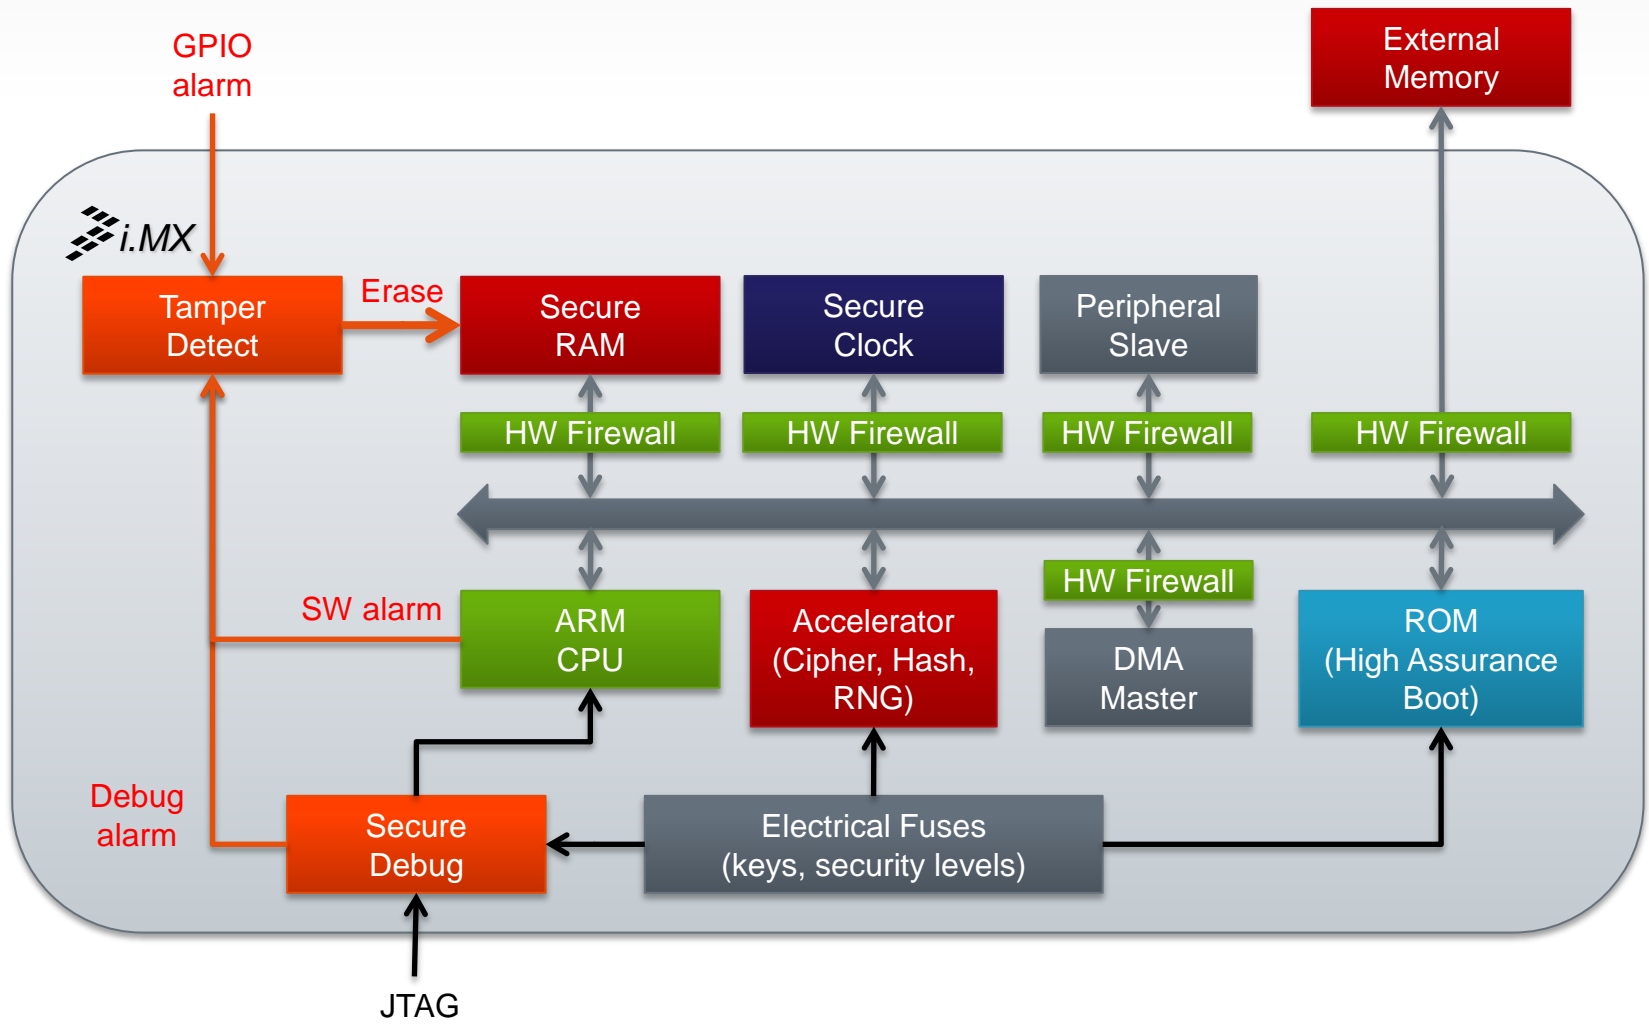 GPIO
alarm
External
Memory
i.MX
Tamper
Detect
Erase
Secure
RAM
Secure
Clock
Peripheral
Slave
HW Firewall
HW Firewall
HW Firewall
HW Firewall
HW Firewall
SW alarm
ARM
CPU
Accelerator
(Cipher, Hash,
RNG)
DMA
Master
ROM
(High Assurance
Boot)
Debug
alarm
Secure
Debug
Electrical Fuses
(keys, security levels)
JTAG